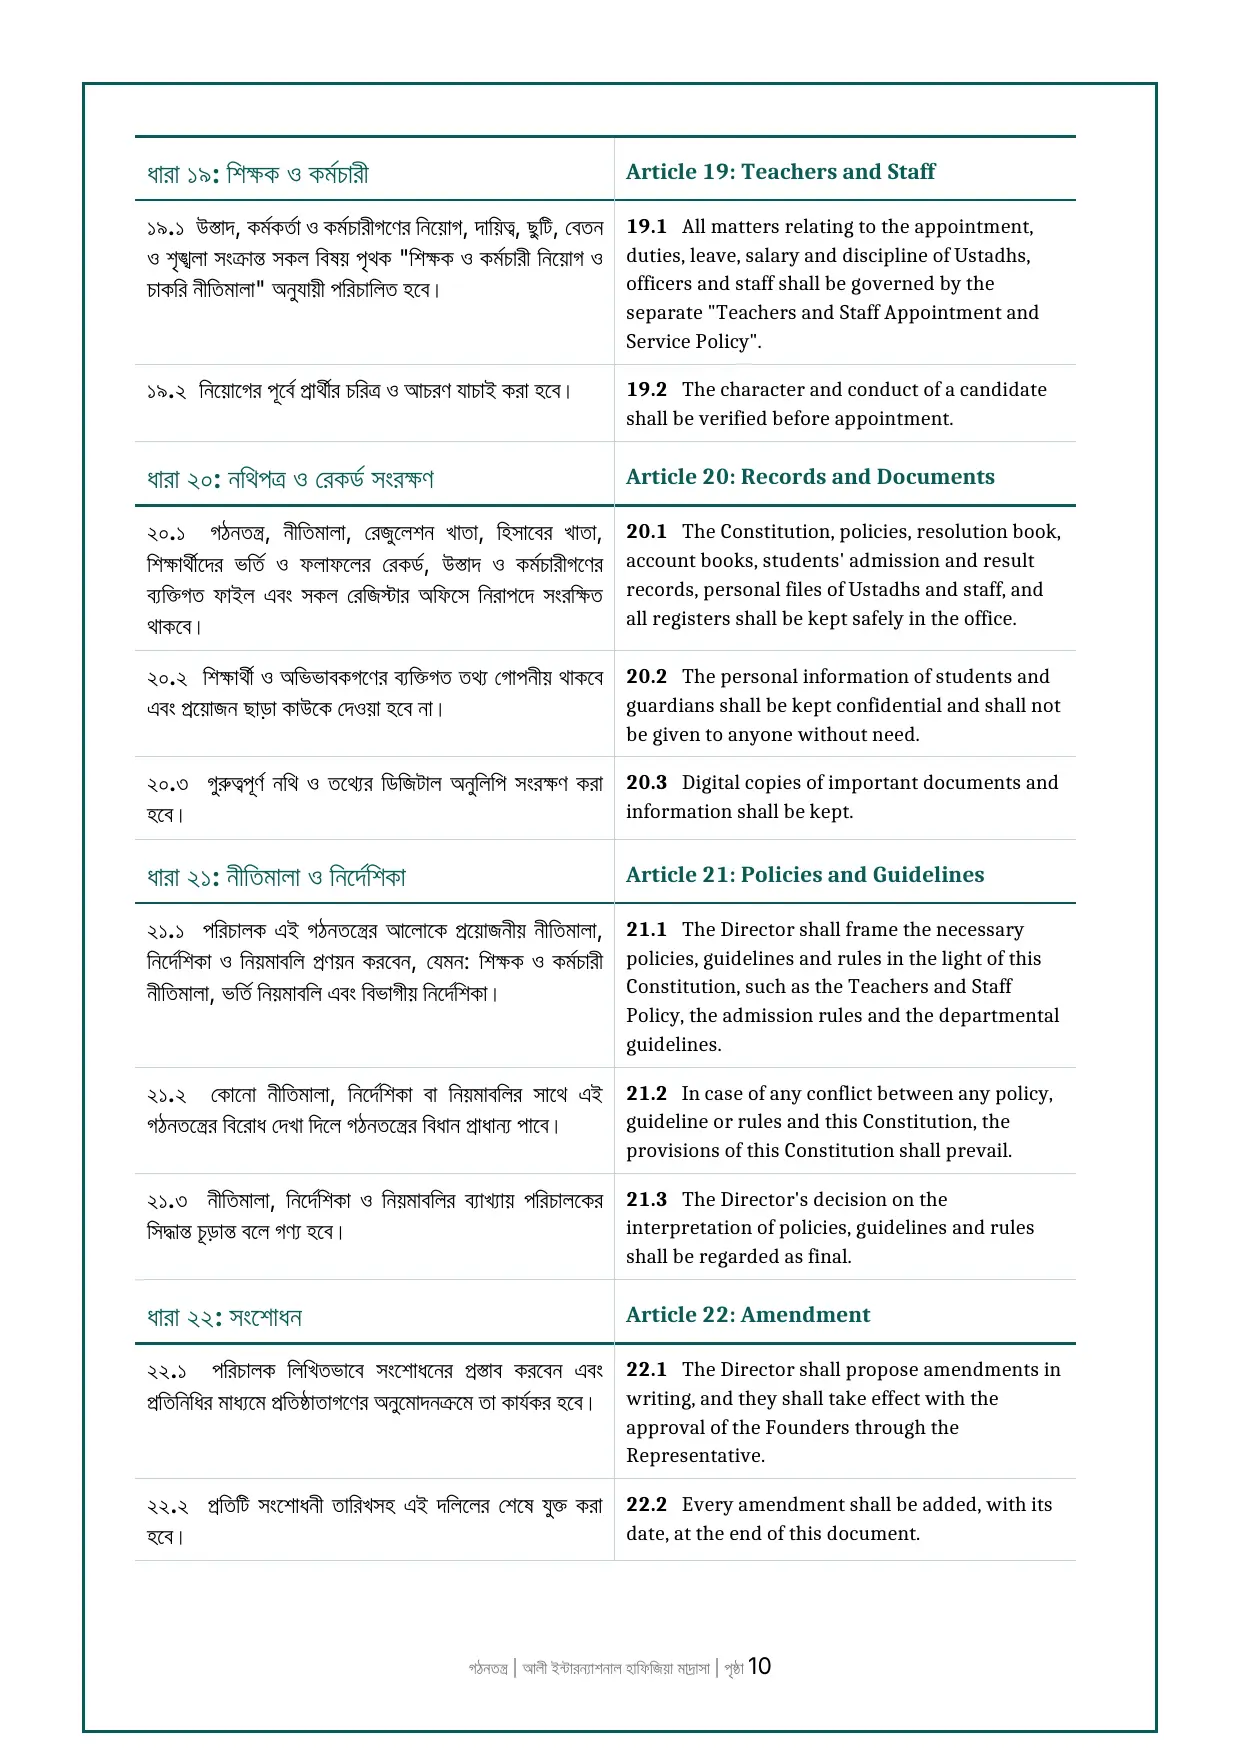 ধারা ১৯: শিক্ষক ও কর্মচারী
Article 19: Teachers and Staff
১৯.১ উস্তাদ, কর্মকর্তা ও কর্মচারীগণের নিয়োগ, দায়িত্ব, ছুটি, বেতন
ও শৃঙ্খলা সংক্রান্ত সকল বিষয় পৃথক "শিক্ষক ও কর্মচারী নিয়োগ ও
চাকরি নীতিমালা" অনুযায়ী পরিচালিত হবে।
19.1 All matters relating to the appointment,
duties, leave, salary and discipline of Ustadhs,
officers and staff shall be governed by the
separate "Teachers and Staff Appointment and
Service Policy".
১৯.২ নিয়োগের পূর্বে প্রার্থীর চরিত্র ও আচরণ যাচাই করা হবে।
19.2 The character and conduct of a candidate
shall be verified before appointment.
ধারা ২০: নথিপত্র ও রেকর্ড সংরক্ষণ
Article 20: Records and Documents
২০.১ গঠনতন্ত্র, নীতিমালা, রেজুলেশন খাতা, হিসাবের খাতা,
শিক্ষার্থীদের ভর্তি ও ফলাফলের রেকর্ড, উস্তাদ ও কর্মচারীগণের
ব্যক্তিগত ফাইল এবং সকল রেজিস্টার অফিসে নিরাপদে সংরক্ষিত
থাকবে।
20.1 The Constitution, policies, resolution book,
account books, students' admission and result
records, personal files of Ustadhs and staff, and
all registers shall be kept safely in the office.
২০.২ শিক্ষার্থী ও অভিভাবকগণের ব্যক্তিগত তথ্য গোপনীয় থাকবে
এবং প্রয়োজন ছাড়া কাউকে দেওয়া হবে না।
20.2 The personal information of students and
guardians shall be kept confidential and shall not
be given to anyone without need.
২০.৩ গুরুত্বপূর্ণ নথি ও তথ্যের ডিজিটাল অনুলিপি সংরক্ষণ করা
হবে।
20.3 Digital copies of important documents and
information shall be kept.
ধারা ২১: নীতিমালা ও নির্দেশিকা
Article 21: Policies and Guidelines
২১.১ পরিচালক এই গঠনতন্ত্রের আলোকে প্রয়োজনীয় নীতিমালা,
নির্দেশিকা ও নিয়মাবলি প্রণয়ন করবেন, যেমন: শিক্ষক ও কর্মচারী
নীতিমালা, ভর্তি নিয়মাবলি এবং বিভাগীয় নির্দেশিকা।
21.1 The Director shall frame the necessary
policies, guidelines and rules in the light of this
Constitution, such as the Teachers and Staff
Policy, the admission rules and the departmental
guidelines.
২১.২ কোনো নীতিমালা, নির্দেশিকা বা নিয়মাবলির সাথে এই
গঠনতন্ত্রের বিরোধ দেখা দিলে গঠনতন্ত্রের বিধান প্রাধান্য পাবে।
21.2 In case of any conflict between any policy,
guideline or rules and this Constitution, the
provisions of this Constitution shall prevail.
২১.৩ নীতিমালা, নির্দেশিকা ও নিয়মাবলির ব্যাখ্যায় পরিচালকের
সিদ্ধান্ত চূড়ান্ত বলে গণ্য হবে।
21.3 The Director's decision on the
interpretation of policies, guidelines and rules
shall be regarded as final.
ধারা ২২: সংশোধন
Article 22: Amendment
২২.১ পরিচালক লিখিতভাবে সংশোধনের প্রস্তাব করবেন এবং
প্রতিনিধির মাধ্যমে প্রতিষ্ঠাতাগণের অনুমোদনক্রমে তা কার্যকর হবে।
22.1 The Director shall propose amendments in
writing, and they shall take effect with the
approval of the Founders through the
Representative.
২২.২ প্রতিটি সংশোধনী তারিখসহ এই দলিলের শেষে যুক্ত করা
হবে।
22.2 Every amendment shall be added, with its
date, at the end of this document.
গঠনতন্ত্র | আলী ইন্টারন্যাশনাল হাফিজিয়া মাদ্রাসা | পৃষ্ঠা 10